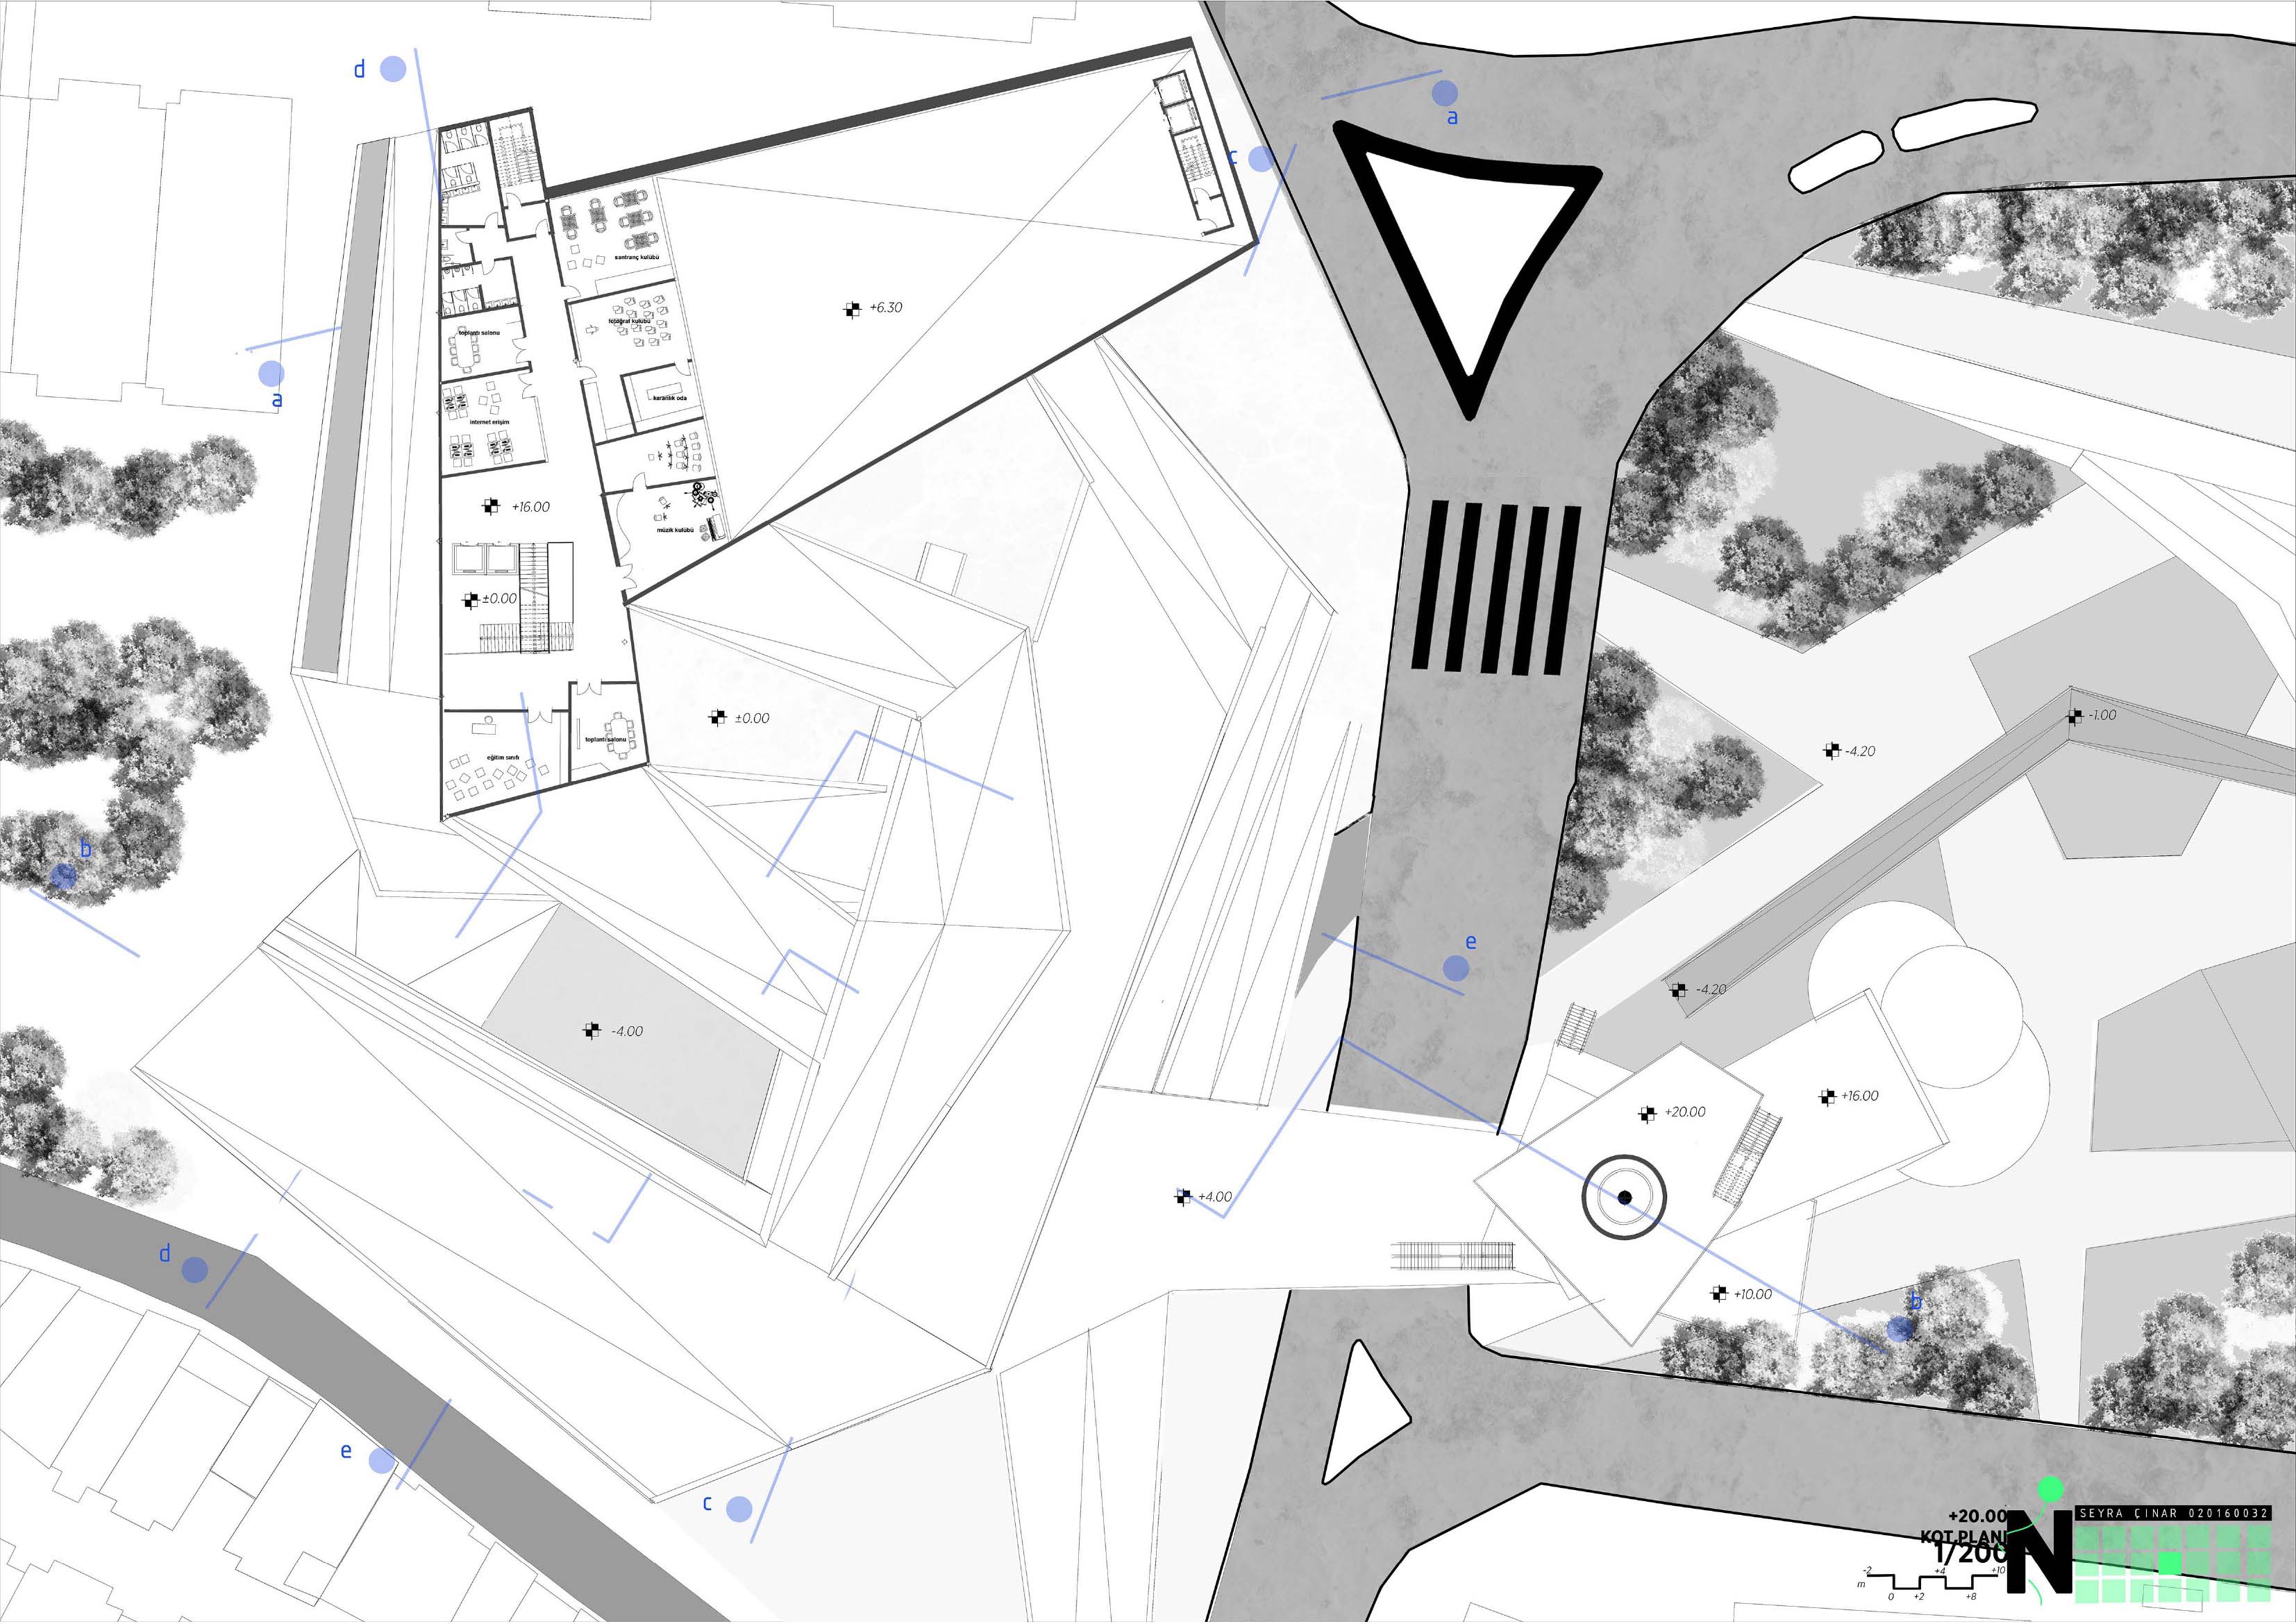 d
a
c
santranç kulübü
+6.30
fotoğraf kulübü
toplantı salonu
a
karanlık oda
internet erişim
+16.00
müzik kulübü
±0.00
±0.00
-1.00
toplantı salonu
-4.20
eğitim sınıfı
b
e
-4.20
-4.00
+16.00
+20.00
+4.00
d
+10.00
b
e
c
+20.00
KOT PLANI
1/200
N
SEYRA ÇINAR 020160032
-2
+4
+10
m
0
+2
+8